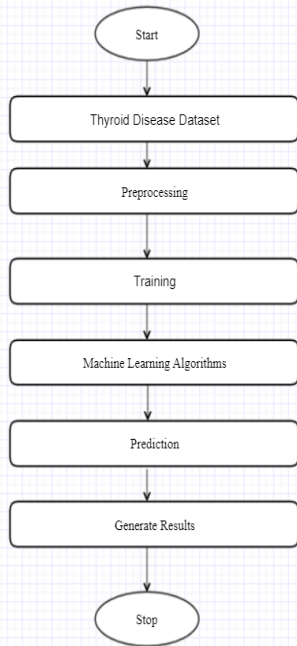 Start
Thyroid Disease Dataset
Preprocessing
Training
Machine Learning Algorithms
Prediction
Generate Results
Stop